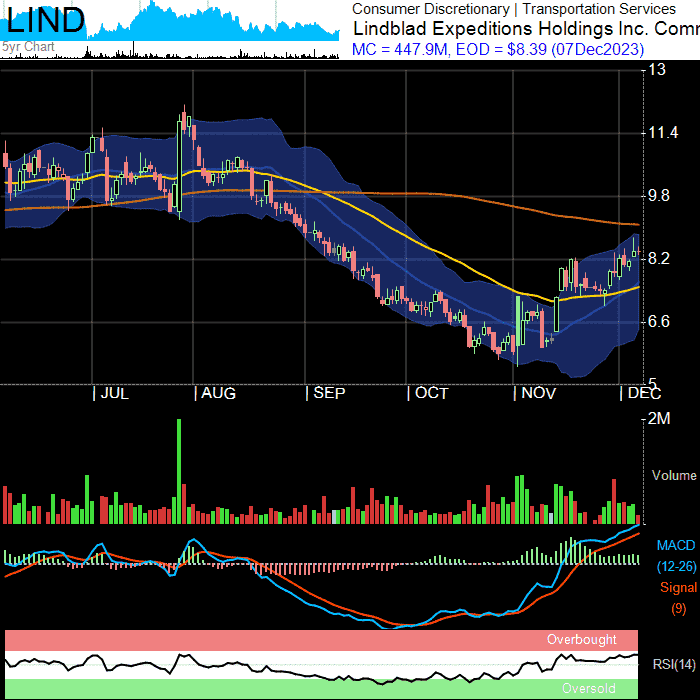 LIND
5yr Chart
Consumer Discretionary | Transportation Services
Lindblad Expeditions Holdings Inc. Comm
MC = 447.9M, EOD = $8.39 (07Dec2023)
13
11.4
9.8
8.2
6.6
5
JUL AUG SEP OCT NOV DEC
2M
Volume
MACD
(12-26)
Signal
(9)
Overbought
RSI(14)
Oversold